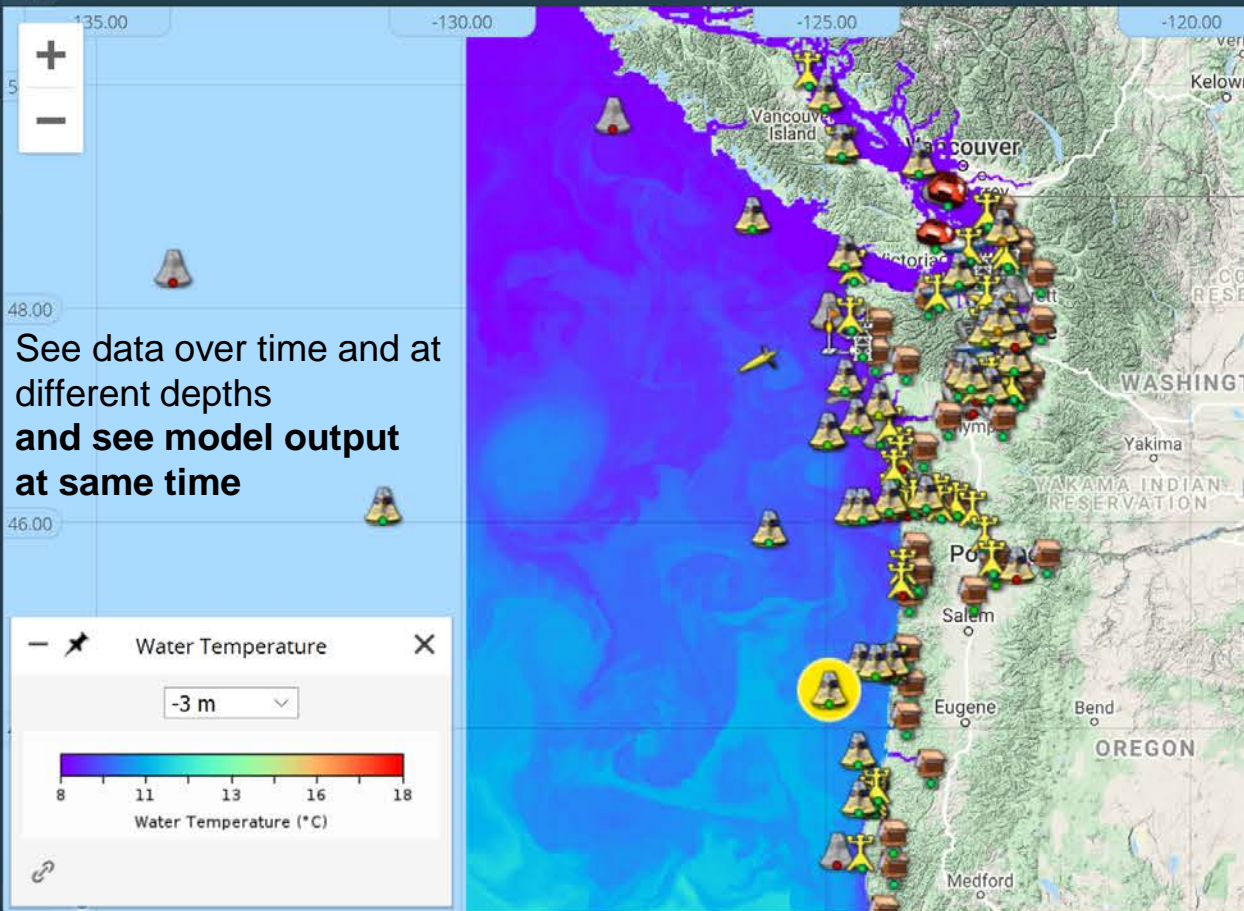 135.00
-130.00
-125.00
-120.00
+
−
Vancouver
Island
Vancouver
Victoria
48.00
See data over time and at
different depths
and see model output
at same time
46.00
Yakima
YAKAMA INDIAN
RESERVATION
Salem
Eugene
Bend
OREGON
Medford
Water Temperature
-3 m
8 11 13 16 18
Water Temperature (°C)